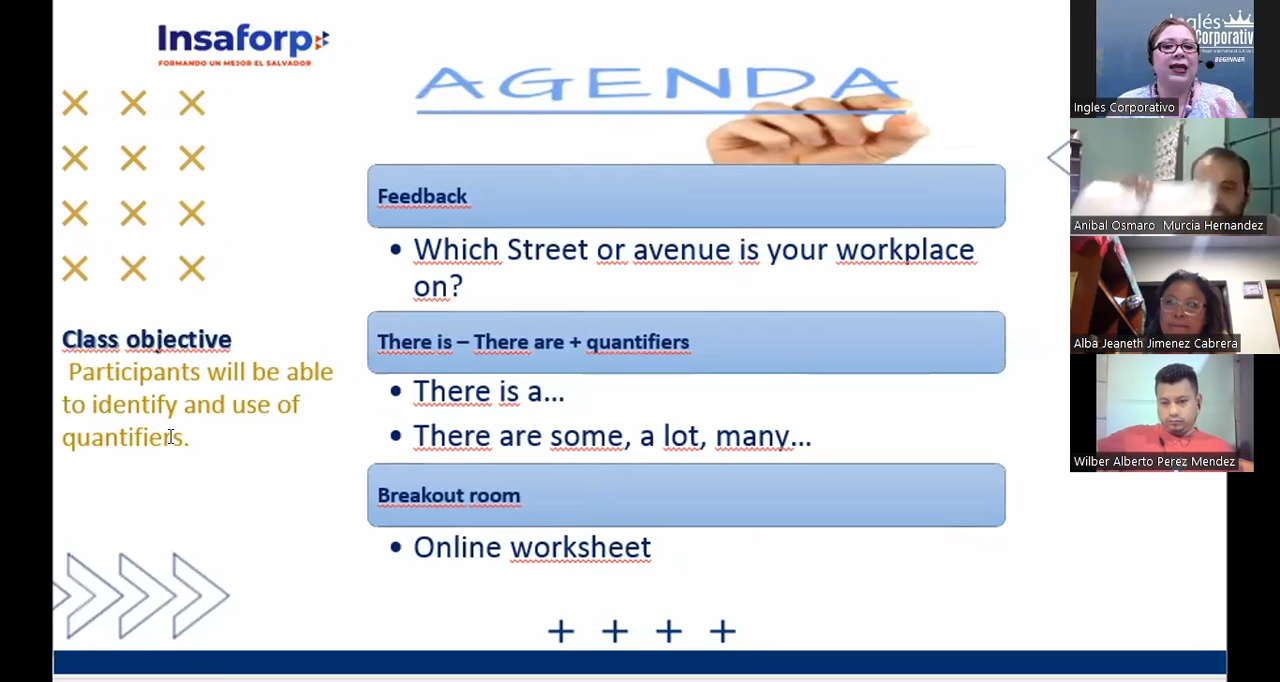 Insaforp
FORMANDO UN MEJOR EL SALVADOR
AGENDA
Feedback
• Which Street or avenue is your workplace
on?
There is – There are + quantifiers
• There is a...
• There are some, a lot, many...
Breakout room
• Online worksheet
Class objective
Participants will be able
to identify and use of
quantifiers.
Inglés
Corporativo
BEGINNER
Ingles Corporativo
Anibal Osmaro Murcia Hernandez
Alba Jeaneth Jimenez Cabrera
Wilber Alberto Perez Mendez